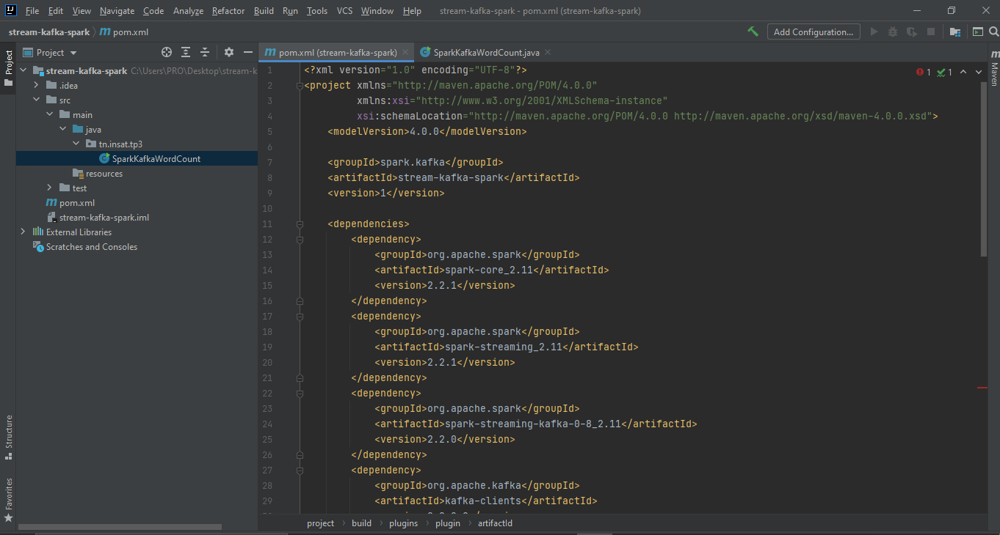 File Edit View Navigate Code Analyze Refactor Build Run Tools VCS Window Help stream-kafka-spark - pom.xml (stream-kafka-spark)
stream-kafka-spark m pom.xml Add Configuration...
Project
Project
m pom.xml (stream-kafka-spark)
SparkKafkaWordCount.java
m Maven
stream-kafka-spark C:\Users\PRO\Desktop\stream-k
.idea
src
main
java
tn.insat.tp3
SparkKafkaWordCount
resources
test
m pom.xml
stream-kafka-spark.iml
External Libraries
Scratches and Consoles
Structure
Favorites
1 1
1 <?xml version="1.0" encoding="UTF-8"?>
2 <project xmlns="http://maven.apache.org/POM/4.0.0"
3 xmlns:xsi="http://www.w3.org/2001/XMLSchema-instance"
4 xsi:schemaLocation="http://maven.apache.org/POM/4.0.0 http://maven.apache.org/xsd/maven-4.0.0.xsd">
5 <modelVersion>4.0.0</modelVersion>
6
7 <groupId>spark.kafka</groupId>
8 <artifactId>stream-kafka-spark</artifactId>
9 <version>1</version>
10
11 <dependencies>
12 <dependency>
13 <groupId>org.apache.spark</groupId>
14 <artifactId>spark-core_2.11</artifactId>
15 <version>2.2.1</version>
16 </dependency>
17 <dependency>
18 <groupId>org.apache.spark</groupId>
19 <artifactId>spark-streaming_2.11</artifactId>
20 <version>2.2.1</version>
21 </dependency>
22 <dependency>
23 <groupId>org.apache.spark</groupId>
24 <artifactId>spark-streaming-kafka-0-8_2.11</artifactId>
25 <version>2.2.0</version>
26 </dependency>
27 <dependency>
28 <groupId>org.apache.kafka</groupId>
29 <artifactId>kafka-clients</artifactId>
project build plugins plugin artifactId